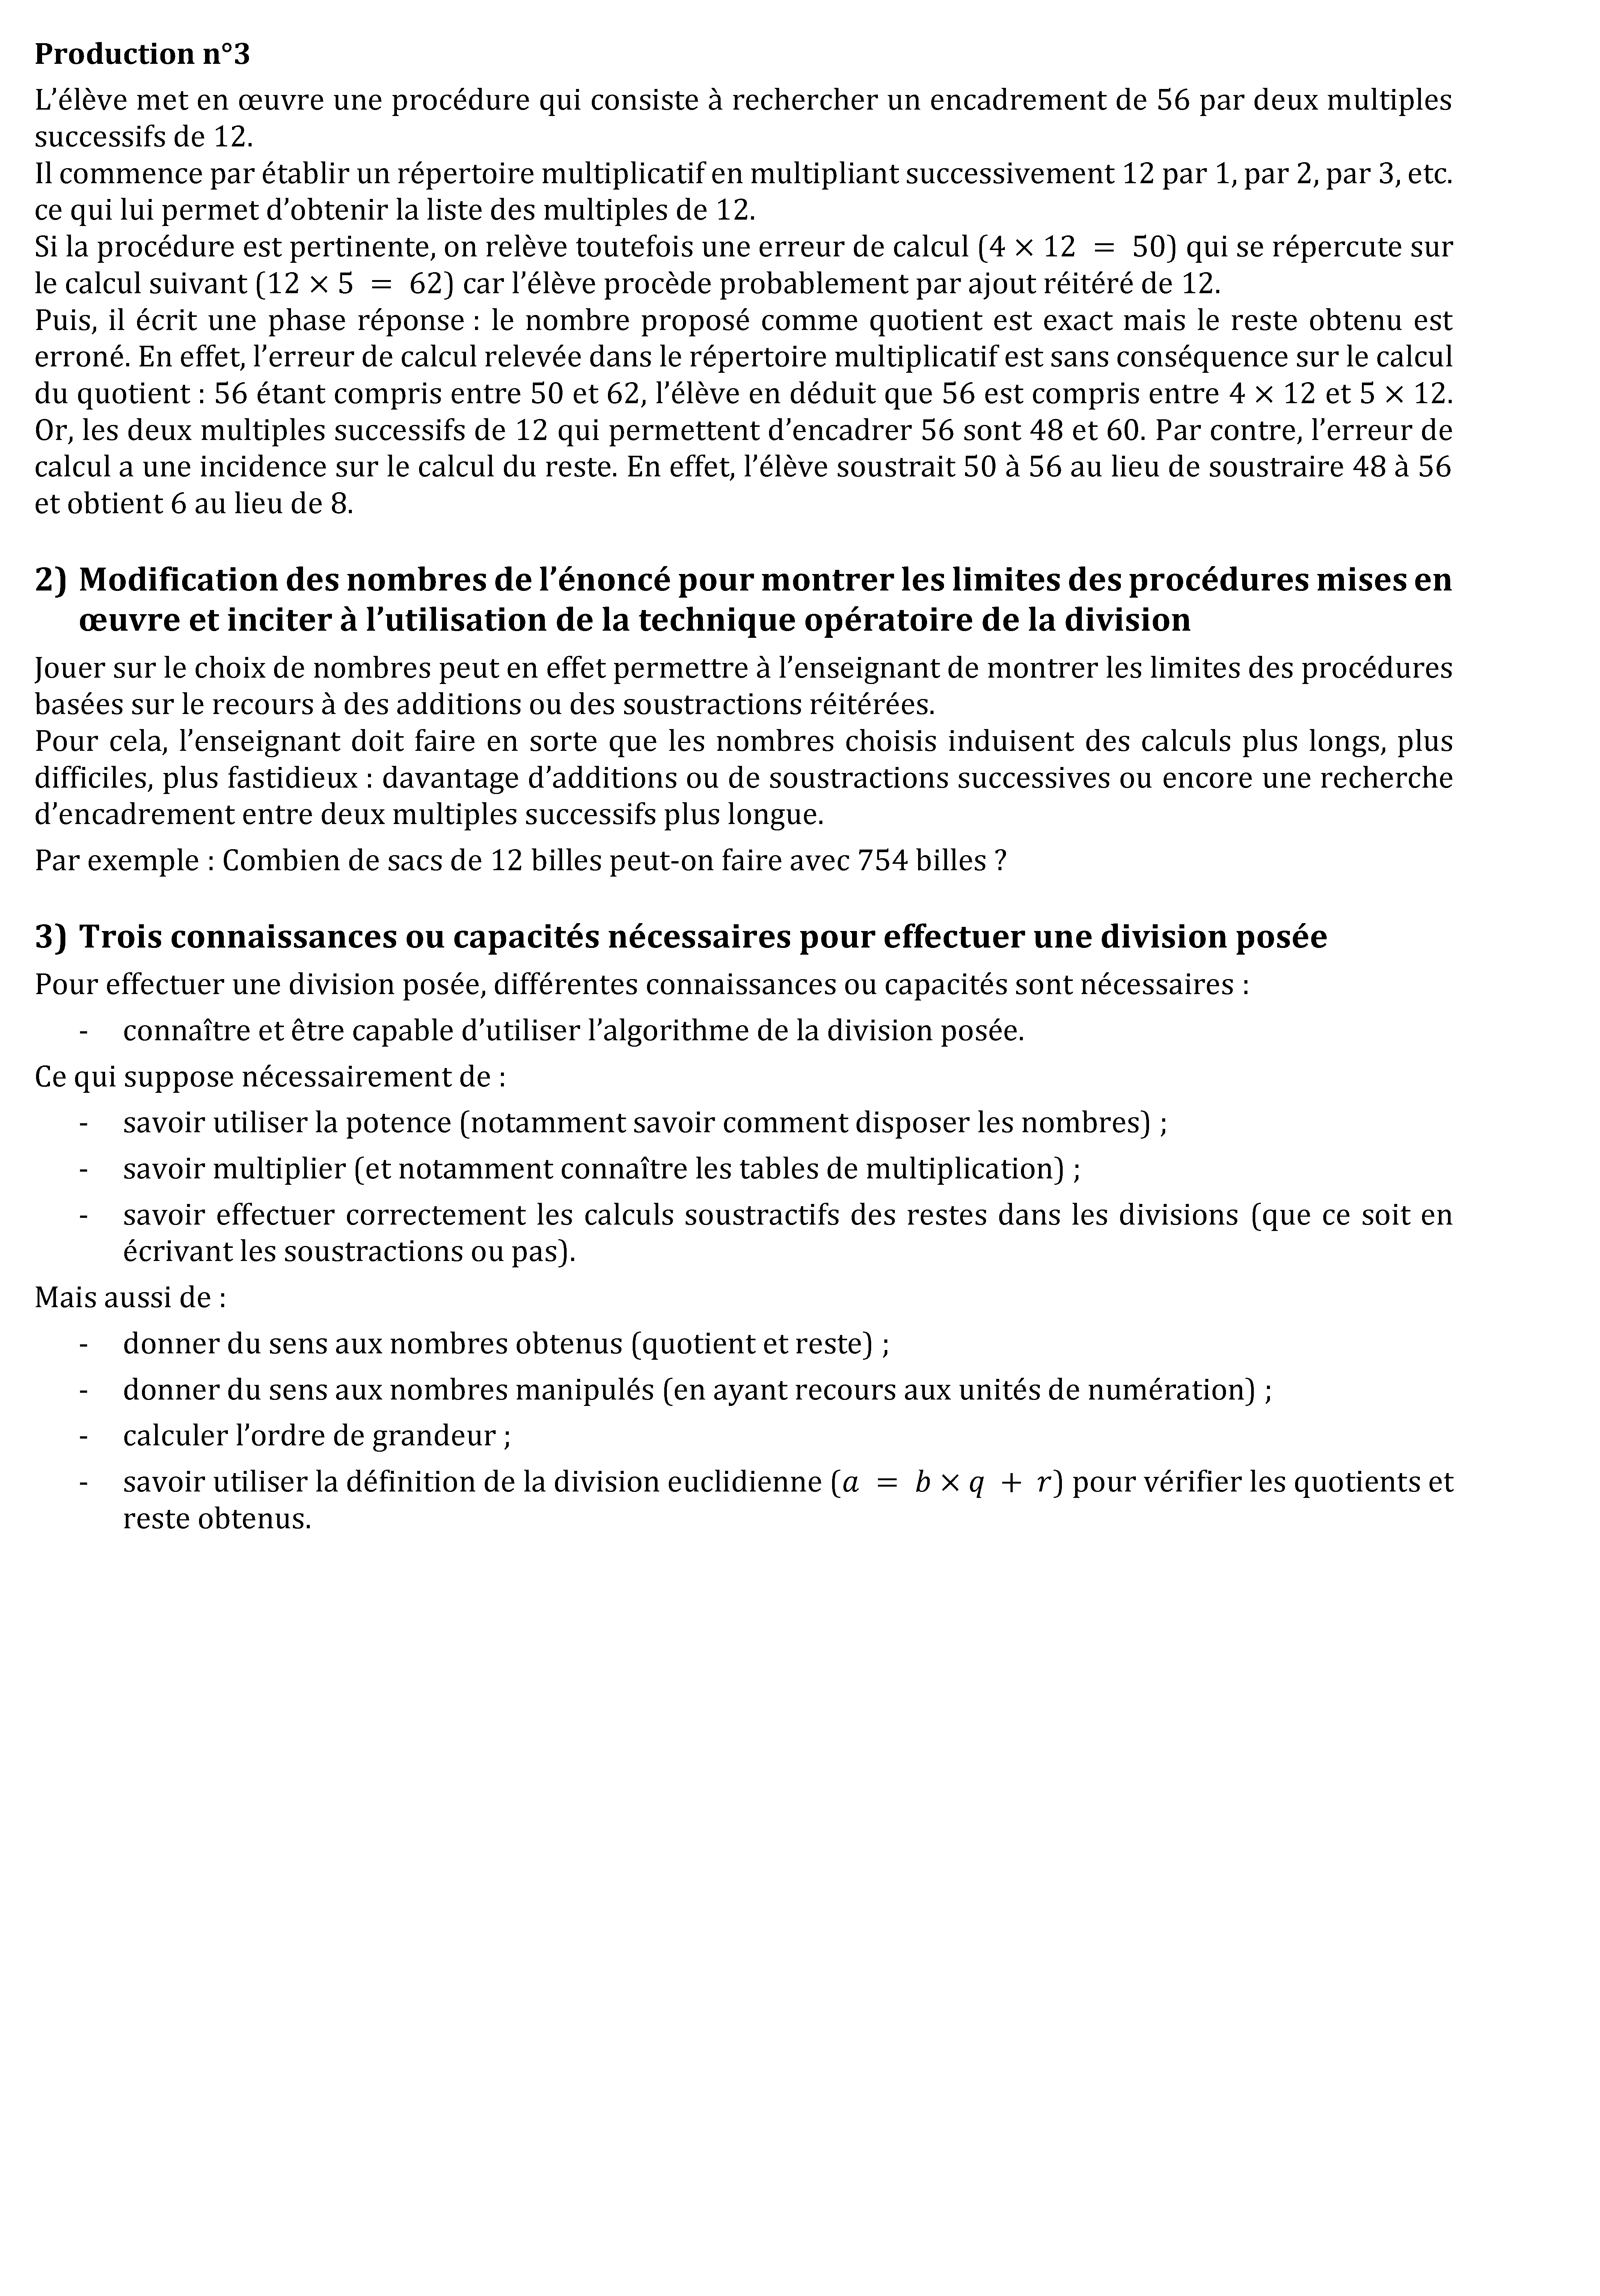 Production n°3
L’élève met en œuvre une procédure qui consiste à rechercher un encadrement de 56 par deux multiples
successifs de 12.
Il commence par établir un répertoire multiplicatif en multipliant successivement 12 par 1, par 2, par 3, etc.
ce qui lui permet d’obtenir la liste des multiples de 12.
Si la procédure est pertinente, on relève toutefois une erreur de calcul (4 × 12 = 50) qui se répercute sur
le calcul suivant (12 × 5 = 62) car l’élève procède probablement par ajout réitéré de 12.
Puis, il écrit une phase réponse : le nombre proposé comme quotient est exact mais le reste obtenu est
erroné. En effet, l’erreur de calcul relevée dans le répertoire multiplicatif est sans conséquence sur le calcul
du quotient : 56 étant compris entre 50 et 62, l’élève en déduit que 56 est compris entre 4 × 12 et 5 × 12.
Or, les deux multiples successifs de 12 qui permettent d’encadrer 56 sont 48 et 60. Par contre, l’erreur de
calcul a une incidence sur le calcul du reste. En effet, l’élève soustrait 50 à 56 au lieu de soustraire 48 à 56
et obtient 6 au lieu de 8.
2) Modification des nombres de l’énoncé pour montrer les limites des procédures mises en
œuvre et inciter à l’utilisation de la technique opératoire de la division
Jouer sur le choix de nombres peut en effet permettre à l’enseignant de montrer les limites des procédures
basées sur le recours à des additions ou des soustractions réitérées.
Pour cela, l’enseignant doit faire en sorte que les nombres choisis induisent des calculs plus longs, plus
difficiles, plus fastidieux : davantage d’additions ou de soustractions successives ou encore une recherche
d’encadrement entre deux multiples successifs plus longue.
Par exemple : Combien de sacs de 12 billes peut-on faire avec 754 billes ?
3) Trois connaissances ou capacités nécessaires pour effectuer une division posée
Pour effectuer une division posée, différentes connaissances ou capacités sont nécessaires :
- connaître et être capable d’utiliser l’algorithme de la division posée.
Ce qui suppose nécessairement de :
- savoir utiliser la potence (notamment savoir comment disposer les nombres) ;
- savoir multiplier (et notamment connaître les tables de multiplication) ;
- savoir effectuer correctement les calculs soustractifs des restes dans les divisions (que ce soit en
écrivant les soustractions ou pas).
Mais aussi de :
- donner du sens aux nombres obtenus (quotient et reste) ;
- donner du sens aux nombres manipulés (en ayant recours aux unités de numération) ;
- calculer l’ordre de grandeur ;
- savoir utiliser la définition de la division euclidienne (a = b × q + r) pour vérifier les quotients et
reste obtenus.